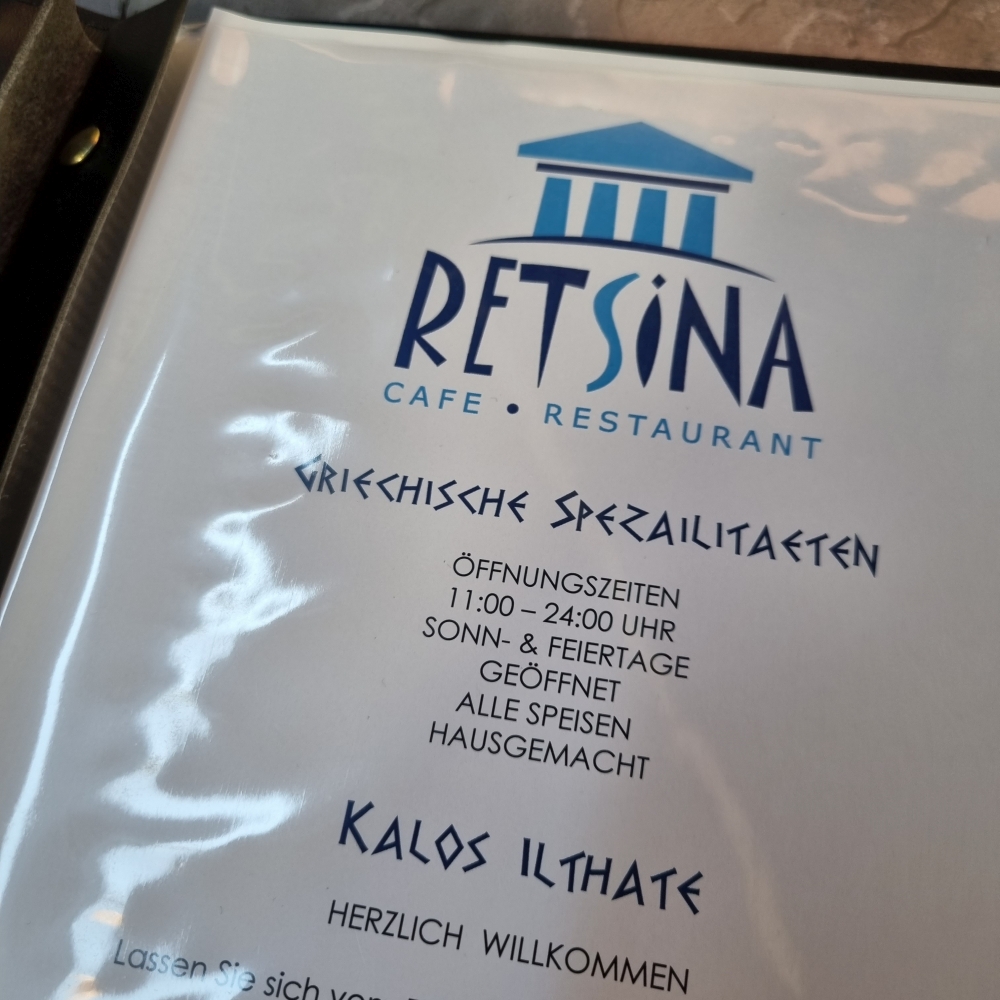 RETSiNA
CAFE • RESTAURANT
GRIECHISCHE SPEZAILITAETEN
ÖFFNUNGSZEITEN
11:00 – 24:00 UHR
SONN- & FEIERTAGE
GEÖFFNET
ALLE SPEISEN
HAUSGEMACHT
KALOS ILTHATE
HERZLICH WILLKOMMEN
Lassen Sie sich von